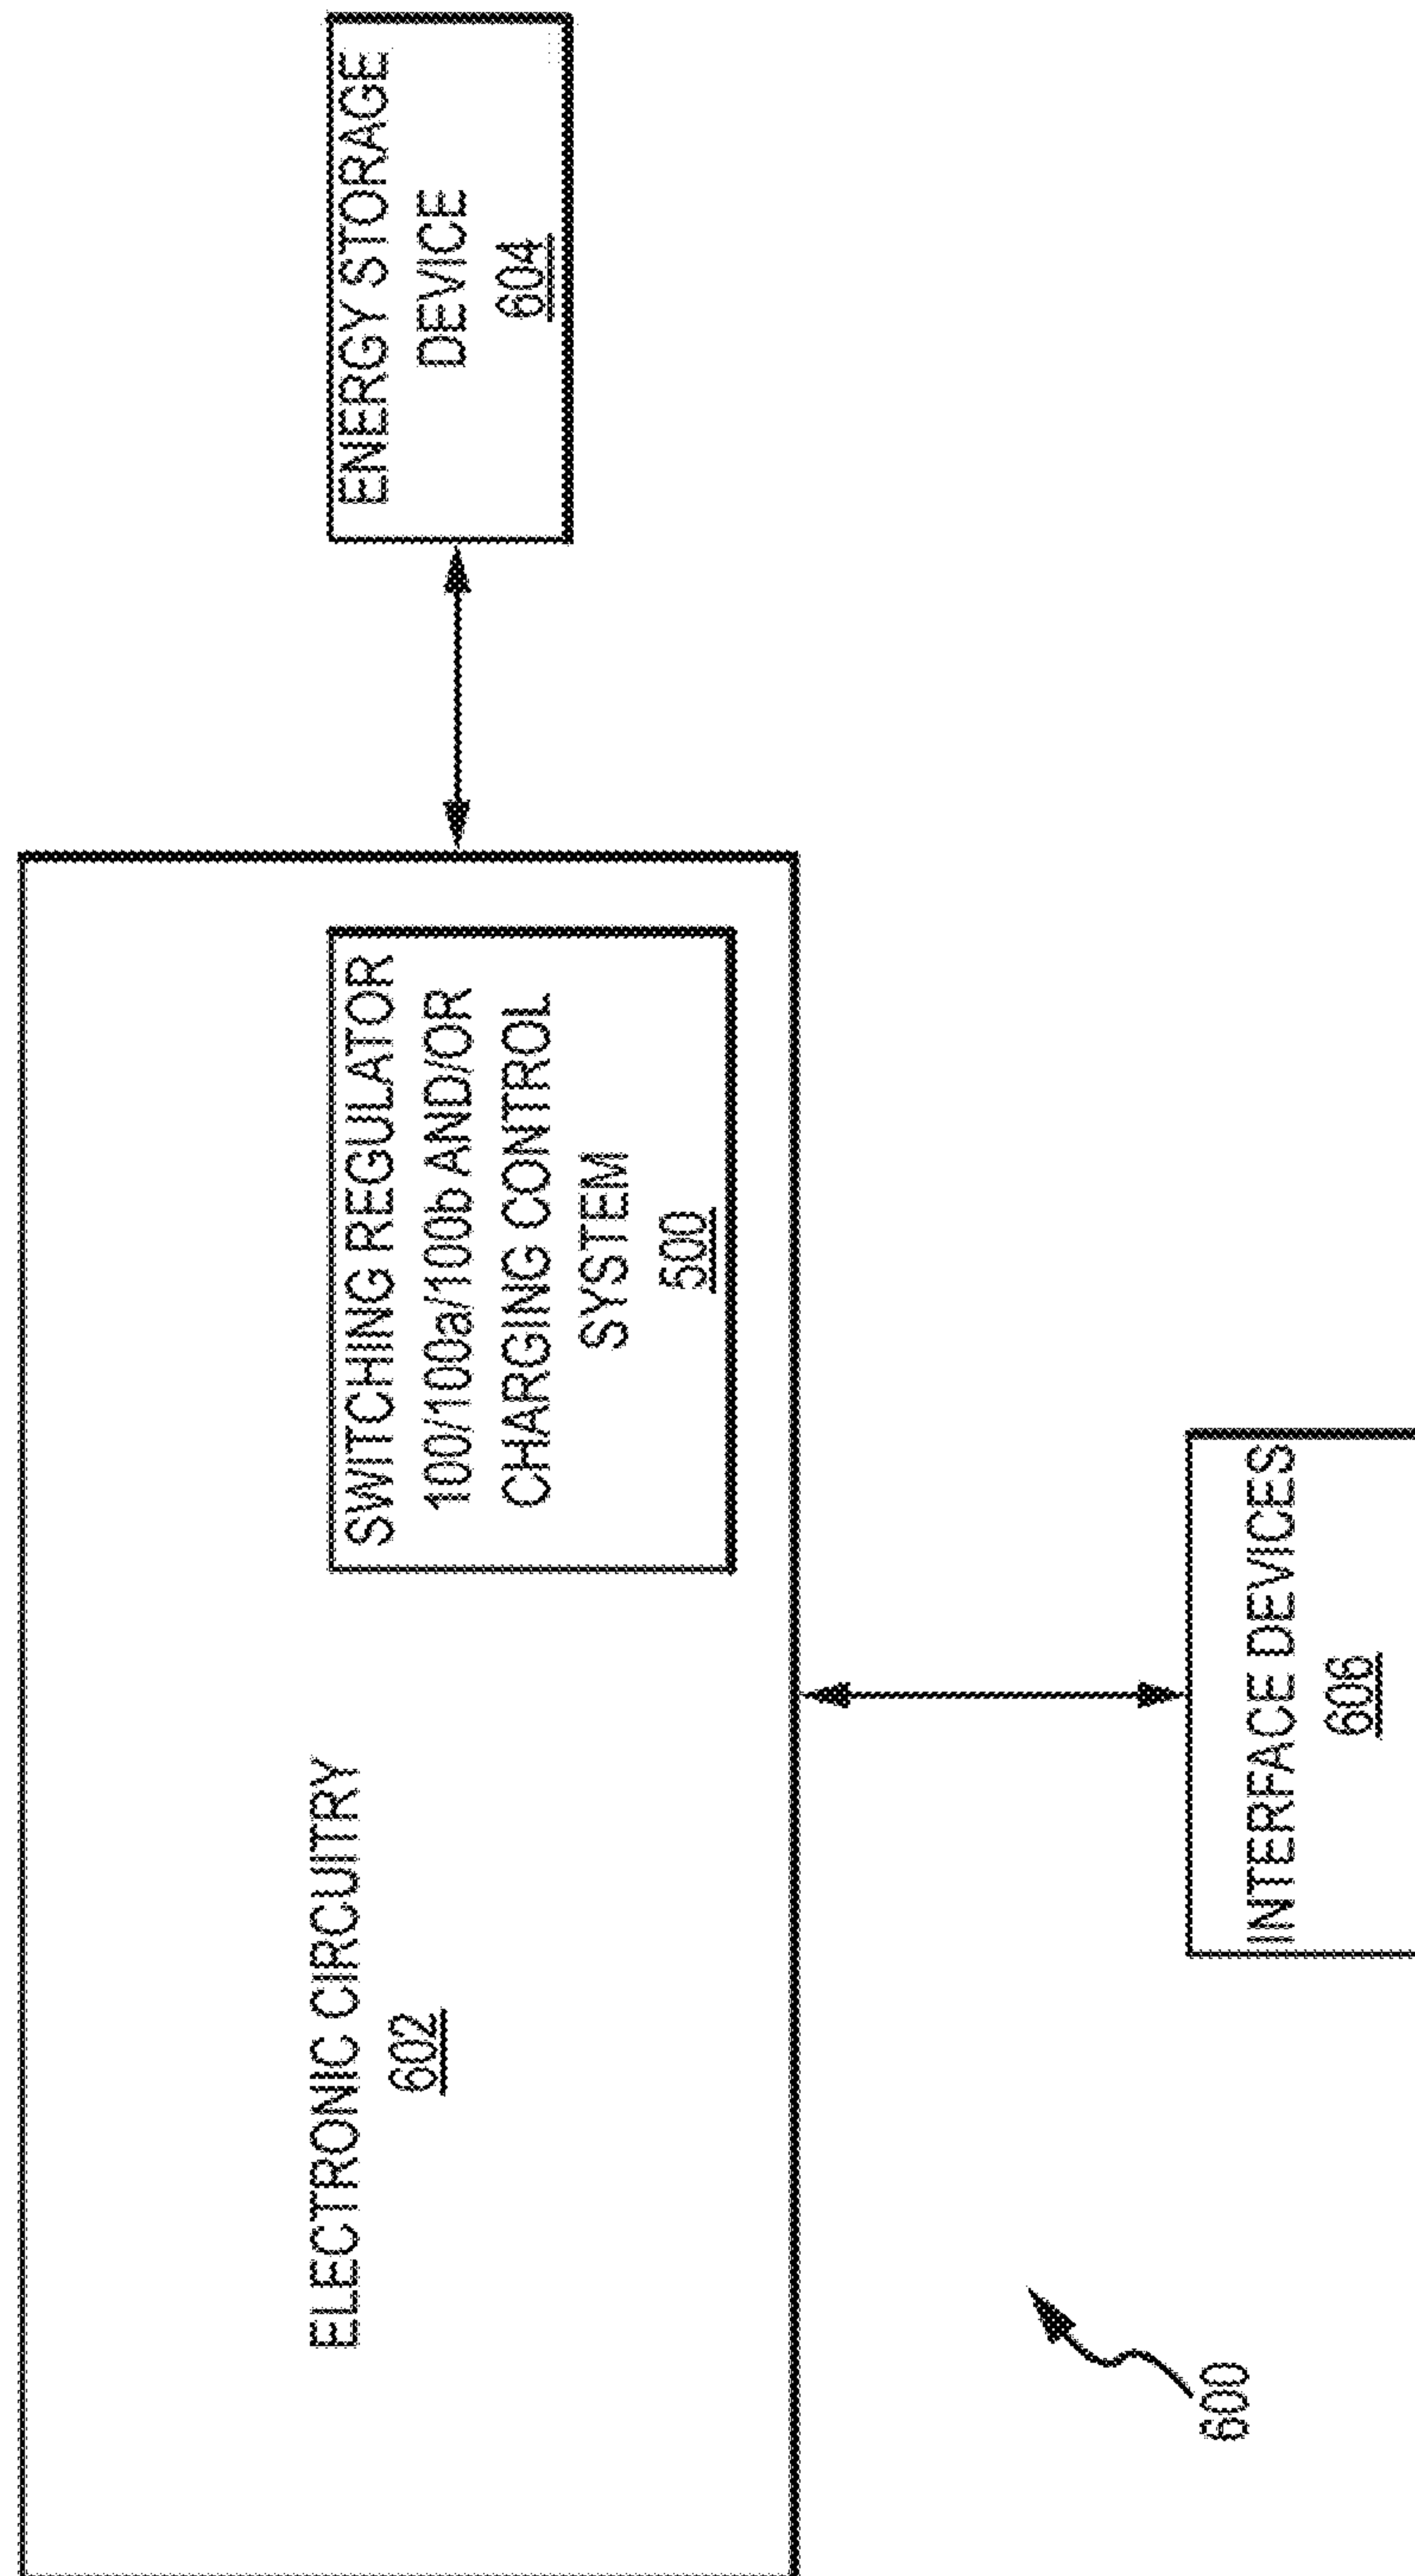 ELECTRONIC CIRCUITRY
602
SWITCHING REGULATOR
100/100a/100b AND/OR
CHARGING CONTROL
SYSTEM
500
ENERGY STORAGE
DEVICE
604
INTERFACE DEVICES
606
600